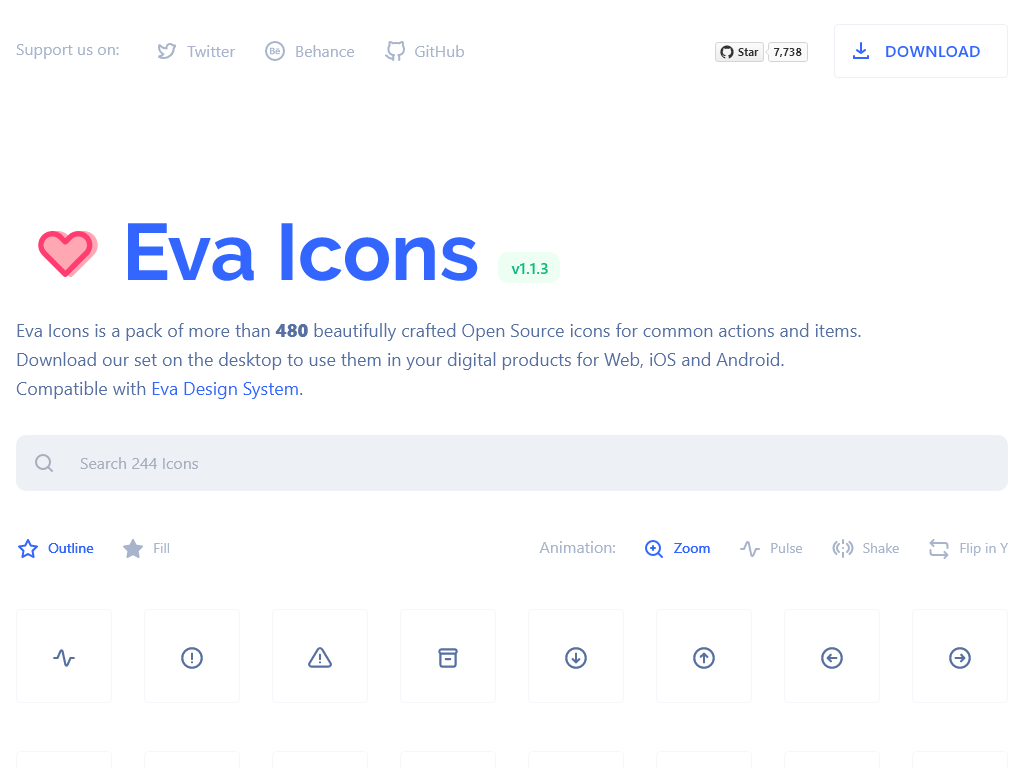 Support us on:
Twitter
Behance
GitHub
Star
7,738
DOWNLOAD
Eva Icons
v1.1.3
Eva Icons is a pack of more than 480 beautifully crafted Open Source icons for common actions and items.
Download our set on the desktop to use them in your digital products for Web, iOS and Android.
Compatible with Eva Design System.
Search 244 Icons
Outline
Fill
Animation:
Zoom
Pulse
Shake
Flip in Y